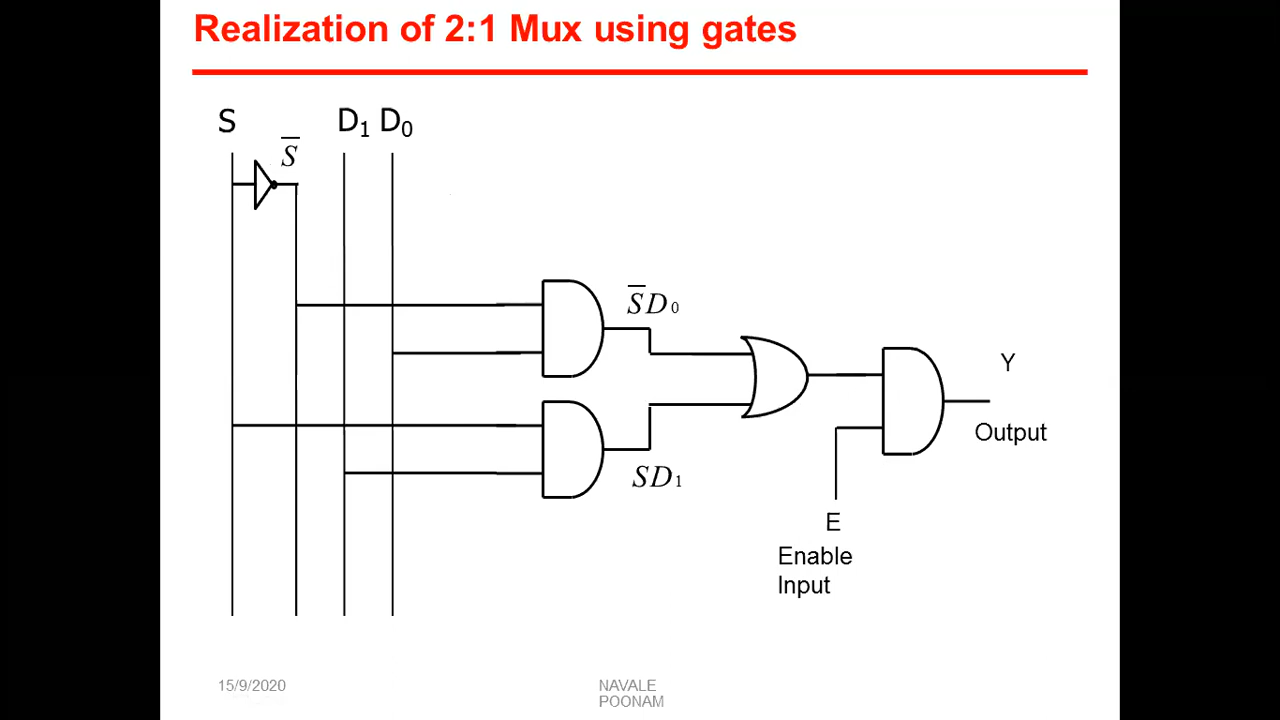 Realization of 2:1 Mux using gates
S
S̅
D₁ D₀
S̅D₀
SD₁
Y
Output
E
Enable
Input
15/9/2020
NAVALE
POONAM